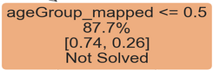 ageGroup_mapped <= 0.5
87.7%
[0.74, 0.26]
Not Solved